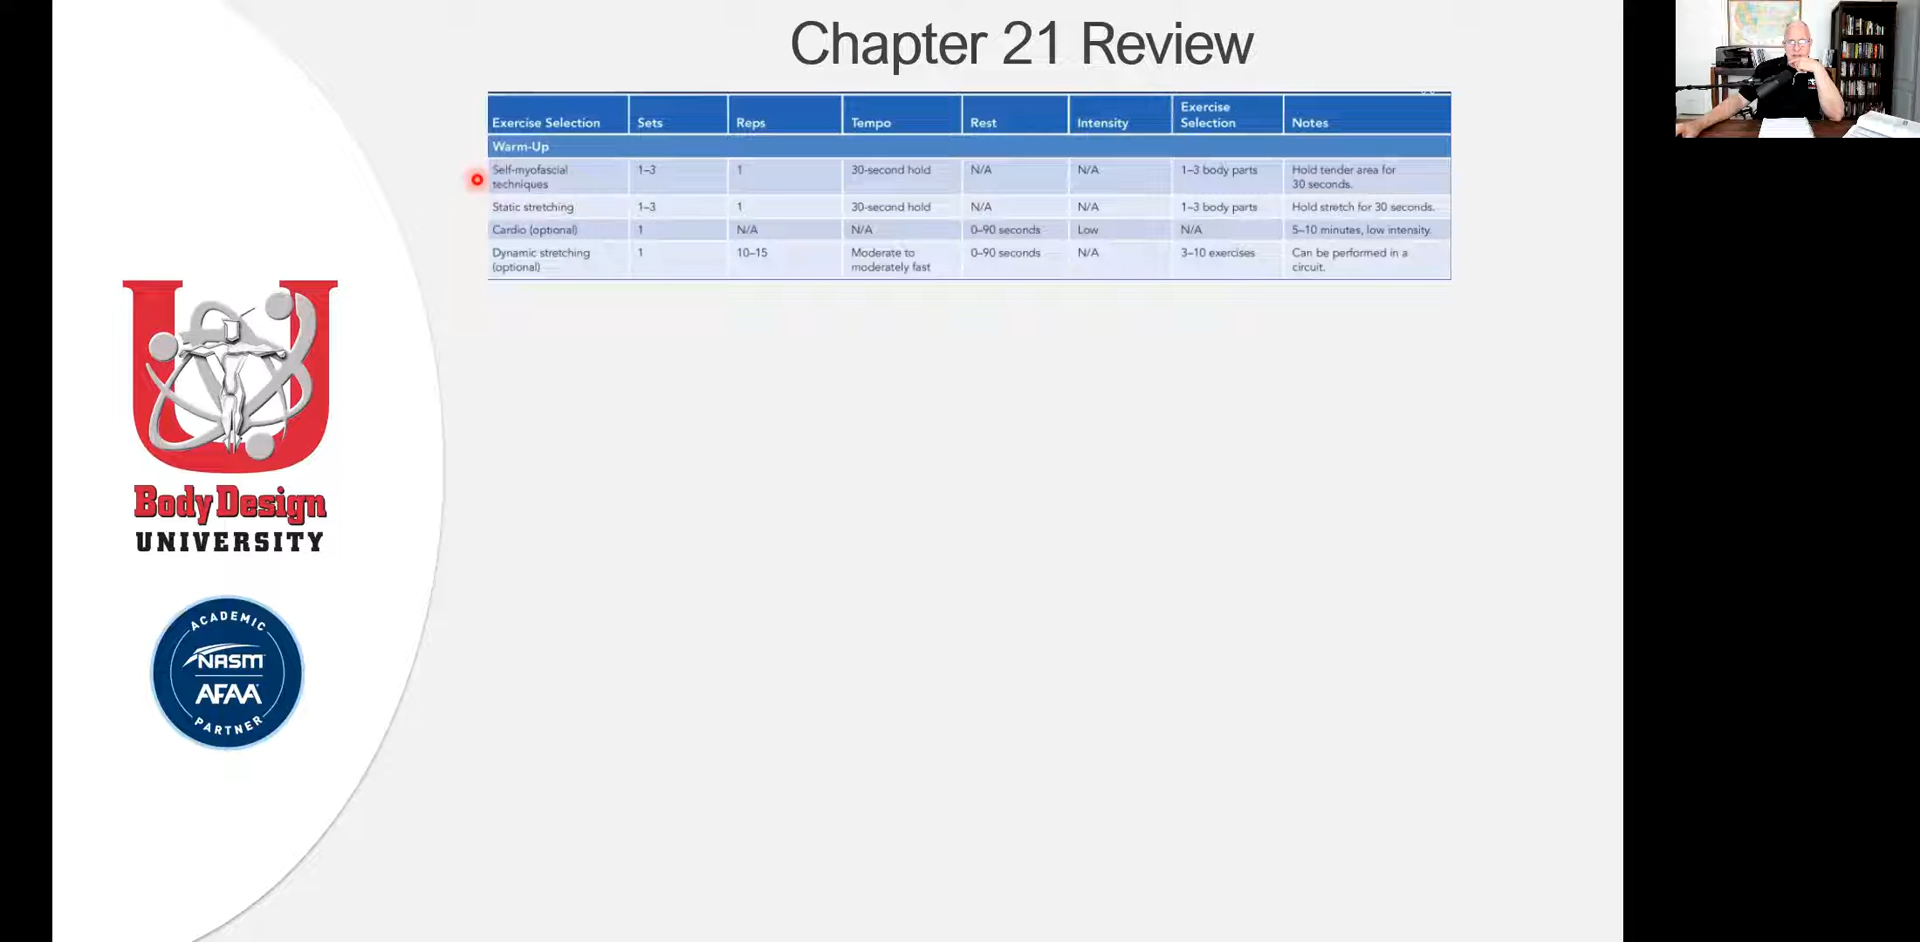 Chapter 21 Review
Exercise Selection Sets Reps Tempo Rest Intensity Exercise Selection Notes
Warm-Up
Self-myofascial techniques 1–3 1 30-second hold N/A N/A 1–3 body parts Hold tender area for 30 seconds.
Static stretching 1–3 1 30-second hold N/A N/A 1–3 body parts Hold stretch for 30 seconds.
Cardio (optional) 1 N/A N/A 0–90 seconds Low N/A 5–10 minutes, low intensity.
Dynamic stretching (optional) 1 10–15 Moderate to moderately fast 0–90 seconds N/A 3–10 exercises Can be performed in a circuit.
U
Body Design
UNIVERSITY
ACADEMIC
NASM
AFAA
PARTNER